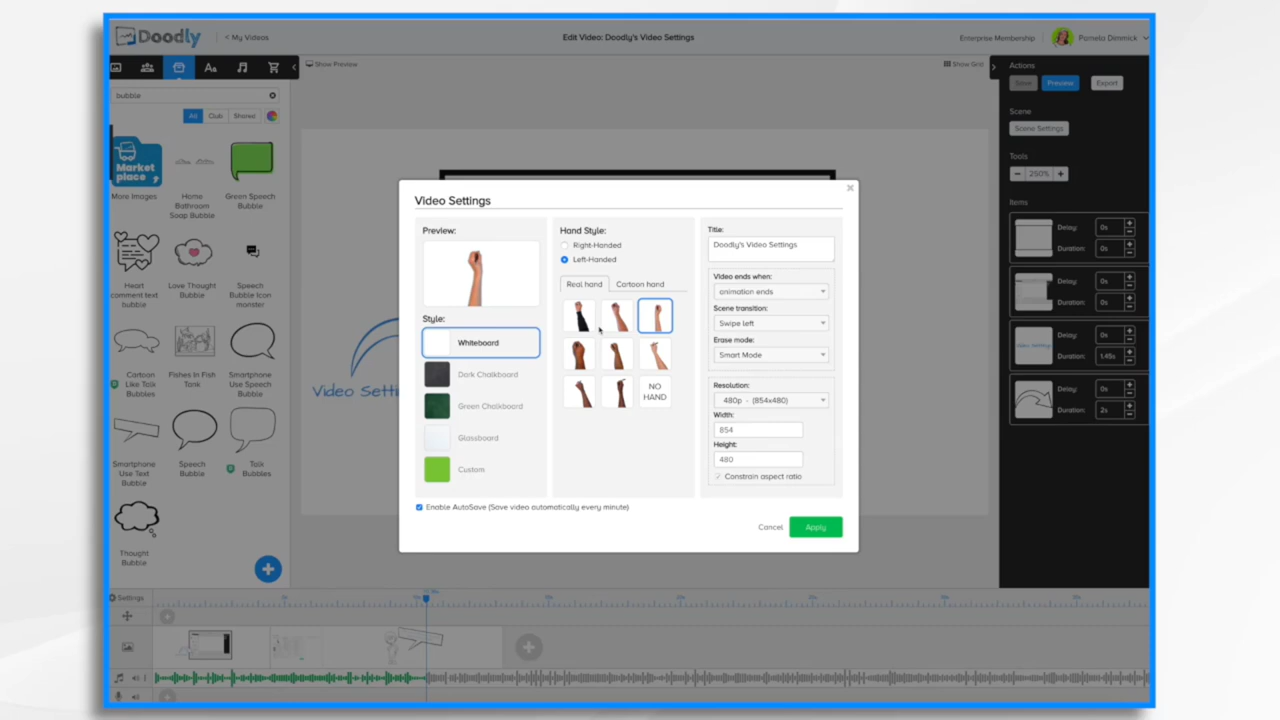 Doodly
< My Videos
Edit Video: Doodly's Video Settings
Enterprise Membership
Pamela Dimmick
Show Preview
Show Grid
Aa
bubble
All
Club
Shared
Market place
More Images
Home Bathroom Soap Bubble
Green Speech Bubble
Heart comment text bubble
Love Thought Bubble
Speech Bubble Icon monster
Cartoon Like Talk Bubbles
Fishes In Fish Tank
Smartphone Use Speech Bubble
Smartphone Use Text Bubble
Speech Bubble
Talk Bubbles
Thought Bubble
Video Setti
Video Settings
Preview:
Style:
Whiteboard
Dark Chalkboard
Green Chalkboard
Glassboard
Custom
Hand Style:
Right-Handed
Left-Handed
Real hand
Cartoon hand
NO HAND
Title:
Doodly's Video Settings
Video ends when:
animation ends
Scene transition:
Swipe left
Erase mode:
Smart Mode
Resolution:
480p - (854x480)
Width:
854
Height:
480
Constrain aspect ratio
Enable AutoSave (Save video automatically every minute)
Cancel
Apply
Actions
Save
Preview
Export
Scene
Scene Settings
Tools
250%
Items
Delay: 0s
Duration: 0s
Delay: 0s
Duration: 0s
Video Settings
Delay: 0s
Duration: 1.45s
Delay: 0s
Duration: 2s
Settings